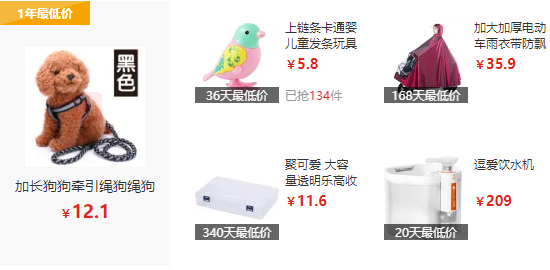 1年最低价
黑色
加长狗狗牵引绳狗绳狗
￥12.1
上链条卡通婴
儿童发条玩具
￥5.8
36天最低价
已抢134件
加大加厚电动
车雨衣带防飘
￥35.9
168天最低价
聚可爱 大容
量透明乐高收
￥11.6
340天最低价
逗爱饮水机
￥209
20天最低价